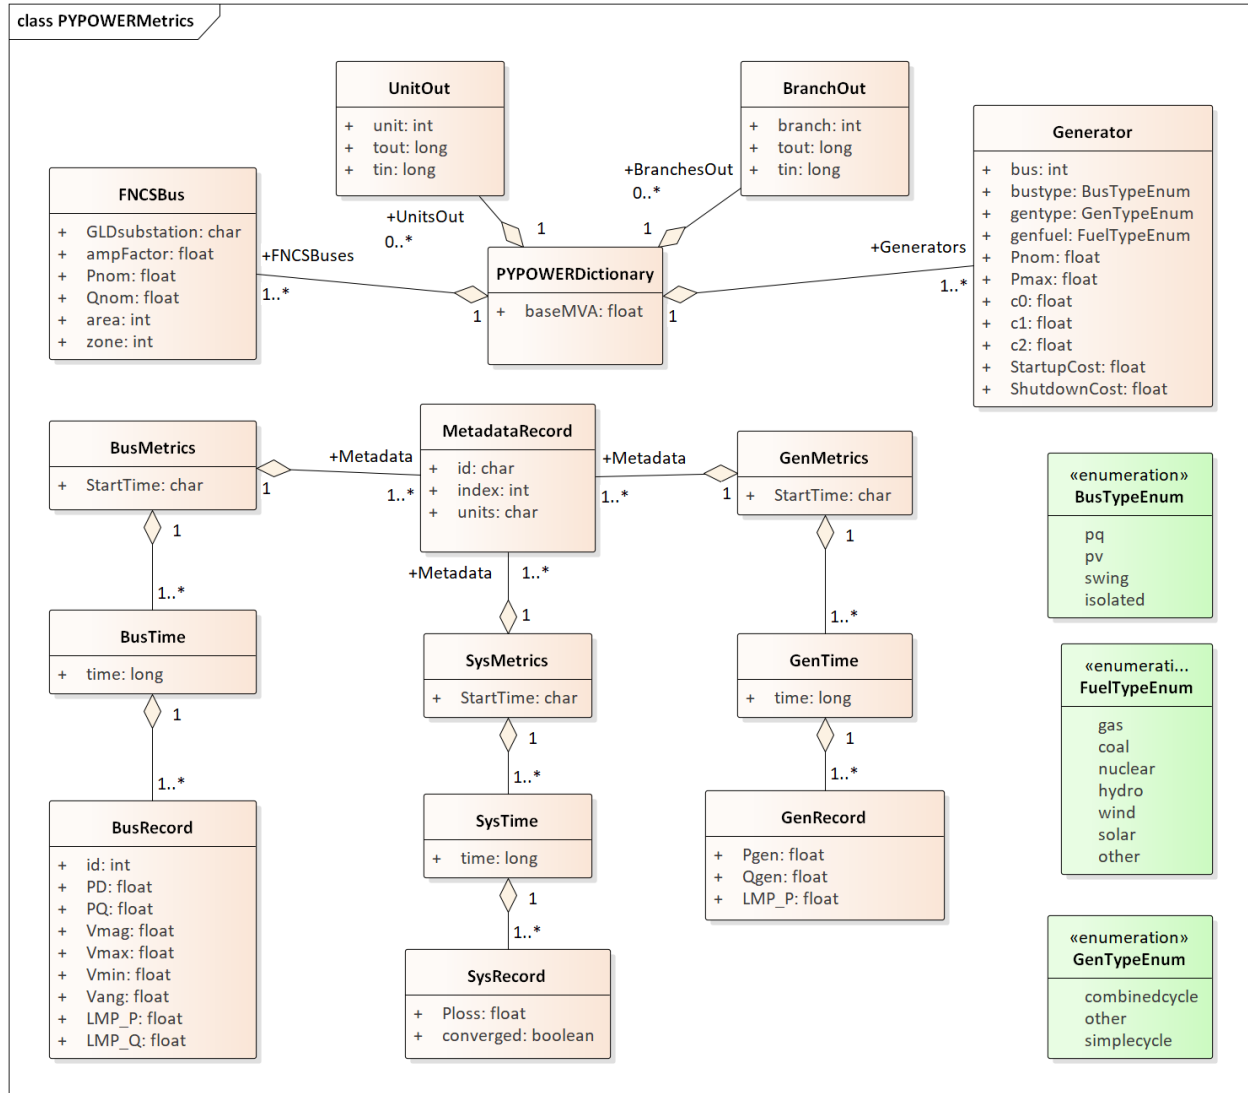 class PYPOWERMetrics
UnitOut
+ unit: int
+ tout: long
+ tin: long
BranchOut
+ branch: int
+ tout: long
+ tin: long
Generator
+ bus: int
+ bustype: BusTypeEnum
+ gentype: GenTypeEnum
+ genfuel: FuelTypeEnum
+ Pnom: float
+ Pmax: float
+ c0: float
+ c1: float
+ c2: float
+ StartupCost: float
+ ShutdownCost: float
FNCSBus
+ GLDsubstation: char
+ ampFactor: float
+ Pnom: float
+ Qnom: float
+ area: int
+ zone: int
+FNCSBuses
1..*
1
+UnitsOut
0..*
1
+BranchesOut
0..*
1
+Generators
1..*
1
PYPOWERDictionary
+ baseMVA: float
BusMetrics
+ StartTime: char
1
+Metadata
1..*
MetadataRecord
+ id: char
+ index: int
+ units: char
+Metadata
1..*
1
GenMetrics
+ StartTime: char
«enumeration»
BusTypeEnum
pq
pv
swing
isolated
1
1..*
+Metadata
1..*
1
1
1..*
BusTime
+ time: long
SysMetrics
+ StartTime: char
GenTime
+ time: long
«enumerati...
FuelTypeEnum
gas
coal
nuclear
hydro
wind
solar
other
1
1..*
1
1..*
1
1..*
BusRecord
+ id: int
+ PD: float
+ PQ: float
+ Vmag: float
+ Vmax: float
+ Vmin: float
+ Vang: float
+ LMP_P: float
+ LMP_Q: float
SysTime
+ time: long
1
1..*
SysRecord
+ Ploss: float
+ converged: boolean
GenRecord
+ Pgen: float
+ Qgen: float
+ LMP_P: float
«enumeration»
GenTypeEnum
combinedcycle
other
simplecycle